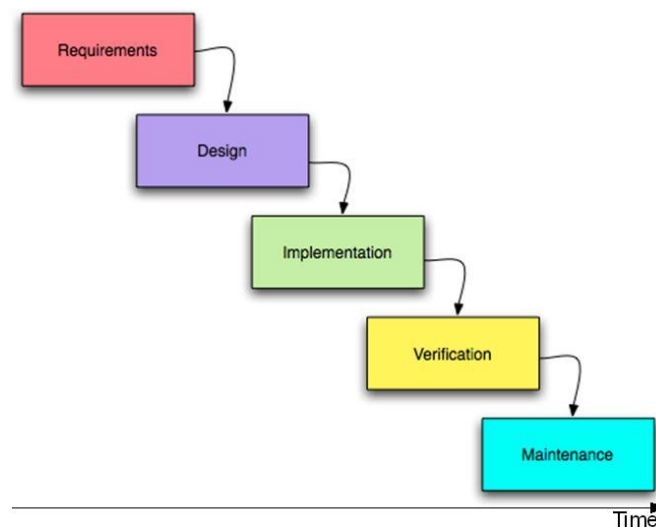 Requirements
Design
Implementation
Verification
Maintenance
Time